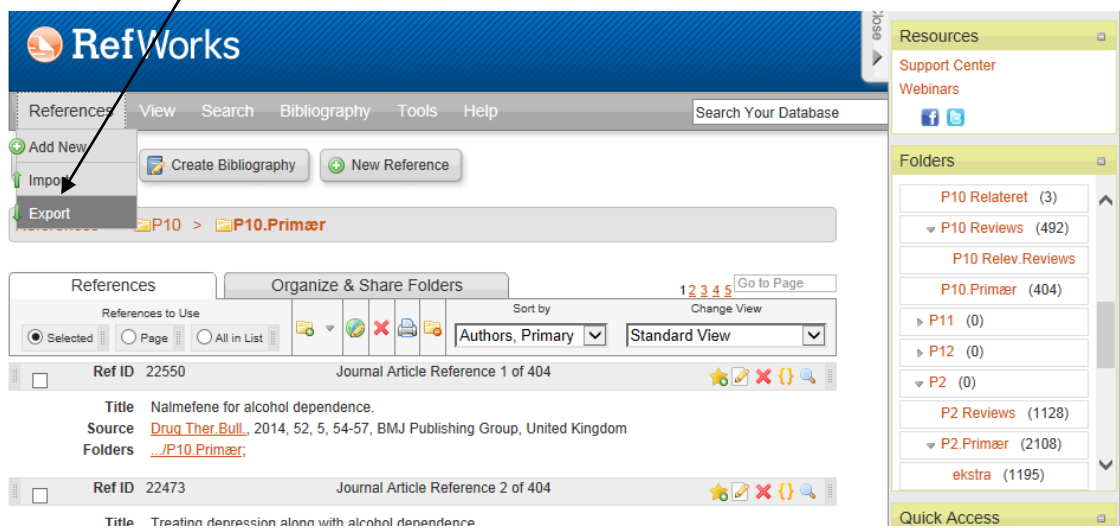 RefWorks
Close
References View Search Bibliography Tools Help Search Your Database
Add New
Import
Export
Create Bibliography New Reference
References > P10 > P10.Primær
References Organize & Share Folders
1 2 3 4 5 Go to Page
References to Use Sort by Change View
Selected Page All in List Authors, Primary Standard View
Ref ID 22550 Journal Article Reference 1 of 404
Title Nalmefene for alcohol dependence.
Source Drug Ther.Bull., 2014, 52, 5, 54-57, BMJ Publishing Group, United Kingdom
Folders .../P10.Primær;
Ref ID 22473 Journal Article Reference 2 of 404
Title Treating depression along with alcohol dependence
Resources
Support Center
Webinars
Folders
P10 Relateret (3)
P10 Reviews (492)
P10 Relev.Reviews
P10.Primær (404)
P11 (0)
P12 (0)
P2 (0)
P2 Reviews (1128)
P2.Primær (2108)
ekstra (1195)
Quick Access